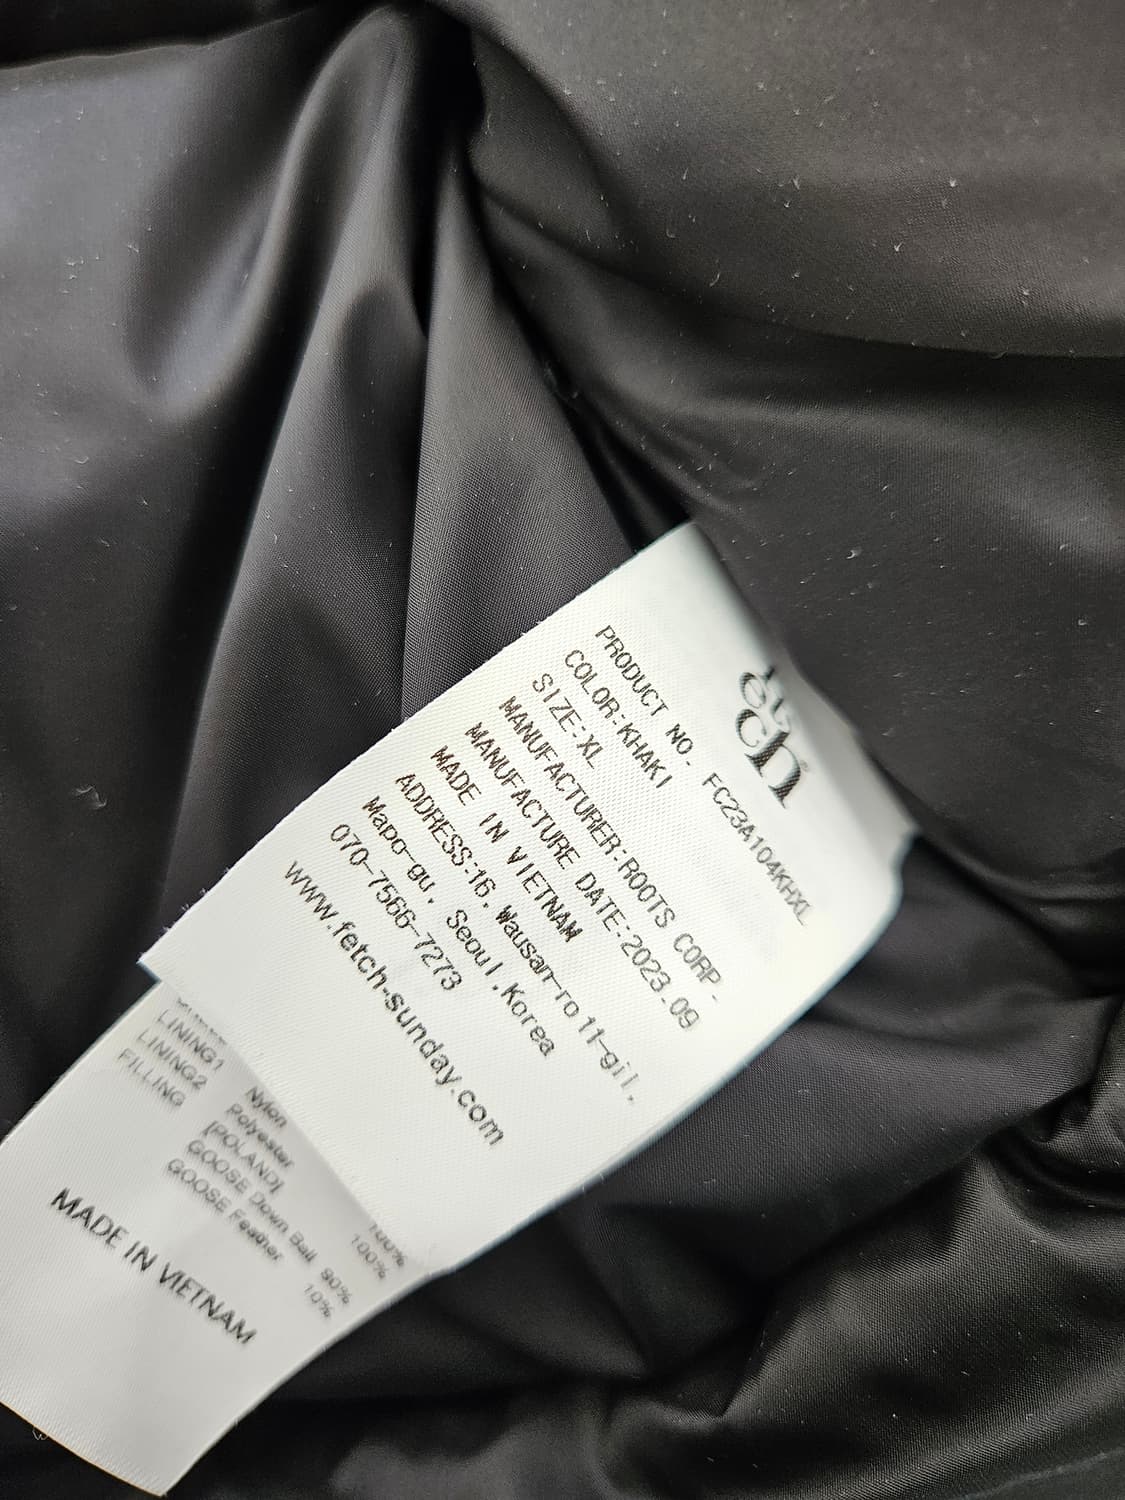 PRODUCT NO. FC23A104KHXL
COLOR:KHAKI
SIZE:XL
MANUFACTURER:ROOTS CORP.
MANUFACTURE DATE:2023.09
MADE IN VIETNAM
ADDRESS:16, Wausan-ro 11-gil,
Mapo-gu, Seoul,Korea
070-7566-7273
www.fetch-sunday.com
LINING1 Nylon 100%
LINING2 Polyester 100%
FILLING [POLAND]
GOOSE Down Ball 90%
GOOSE Feather 10%
MADE IN VIETNAM